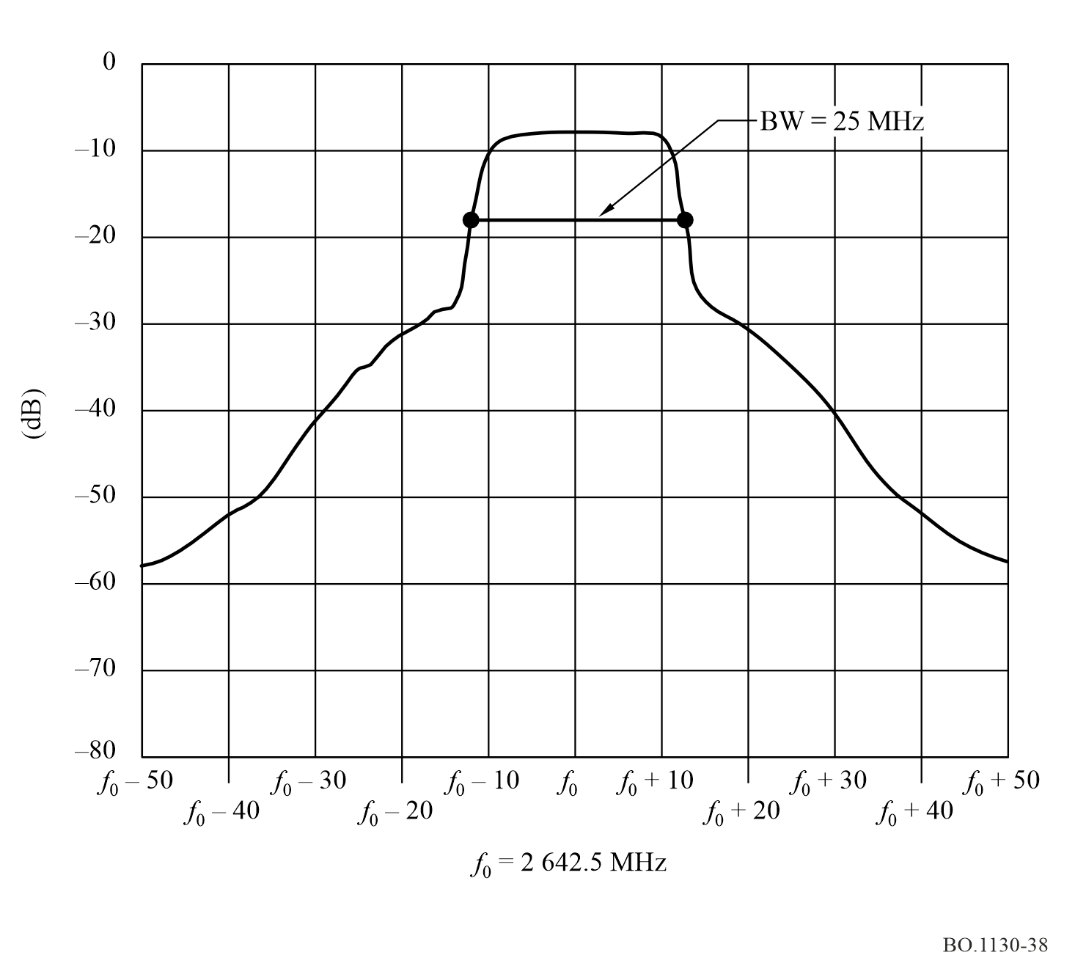 0
BW = 25 MHz
–10
–20
–30
(dB)
–40
–50
–60
–70
–80
f0 – 50 f0 – 30 f0 – 10 f0 f0 + 10 f0 + 30 f0 + 50
f0 – 40 f0 – 20 f0 + 20 f0 + 40
f0 = 2 642.5 MHz
BO.1130-38